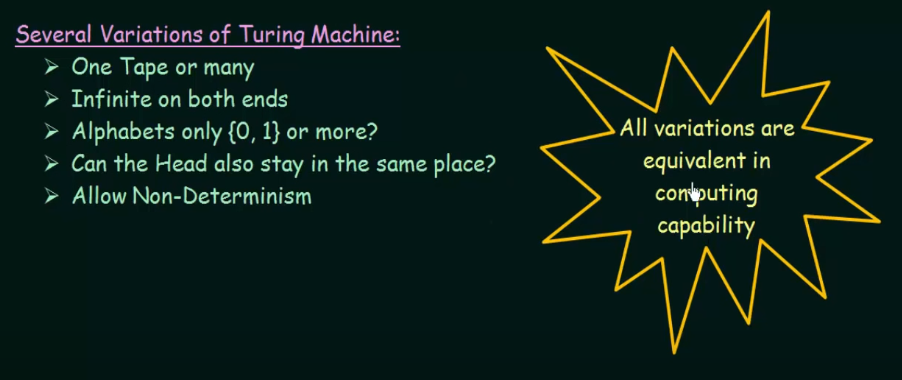 Several Variations of Turing Machine:
➢ One Tape or many
➢ Infinite on both ends
➢ Alphabets only {0, 1} or more?
➢ Can the Head also stay in the same place?
➢ Allow Non-Determinism
All variations are
equivalent in
computing
capability